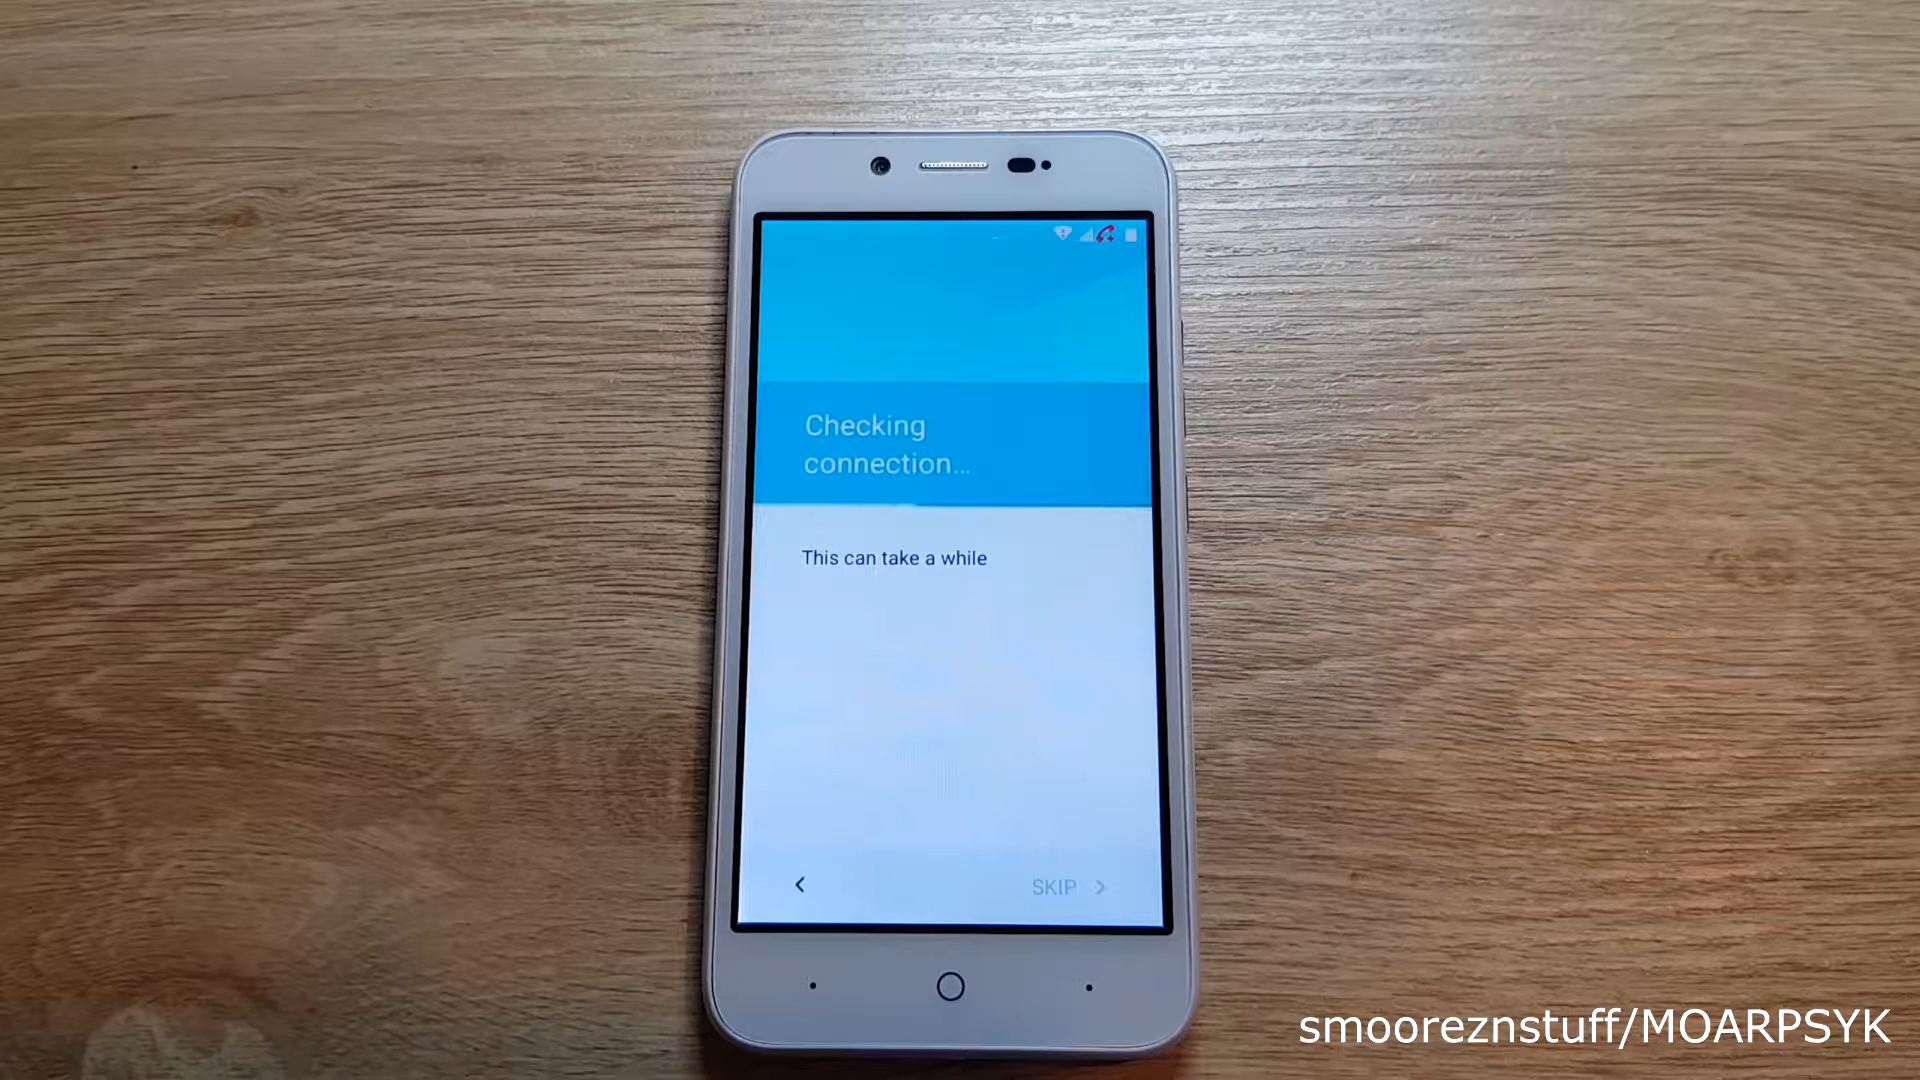 Checking
connection...
This can take a while
SKIP
smooreznstuff/MOARPSYK